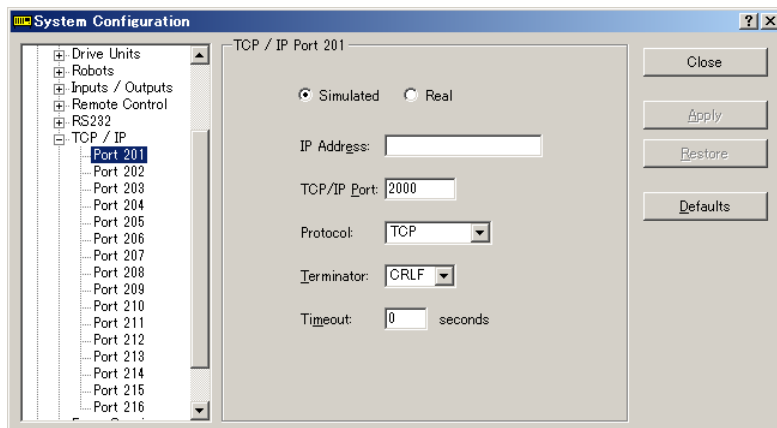 System Configuration
Drive Units
Robots
Inputs / Outputs
Remote Control
RS232
TCP / IP
Port 201
Port 202
Port 203
Port 204
Port 205
Port 206
Port 207
Port 208
Port 209
Port 210
Port 211
Port 212
Port 213
Port 214
Port 215
Port 216
TCP / IP Port 201
Simulated Real
IP Address:
TCP/IP Port: 2000
Protocol: TCP
Terminator: CRLF
Timeout: 0 seconds
Close
Apply
Restore
Defaults